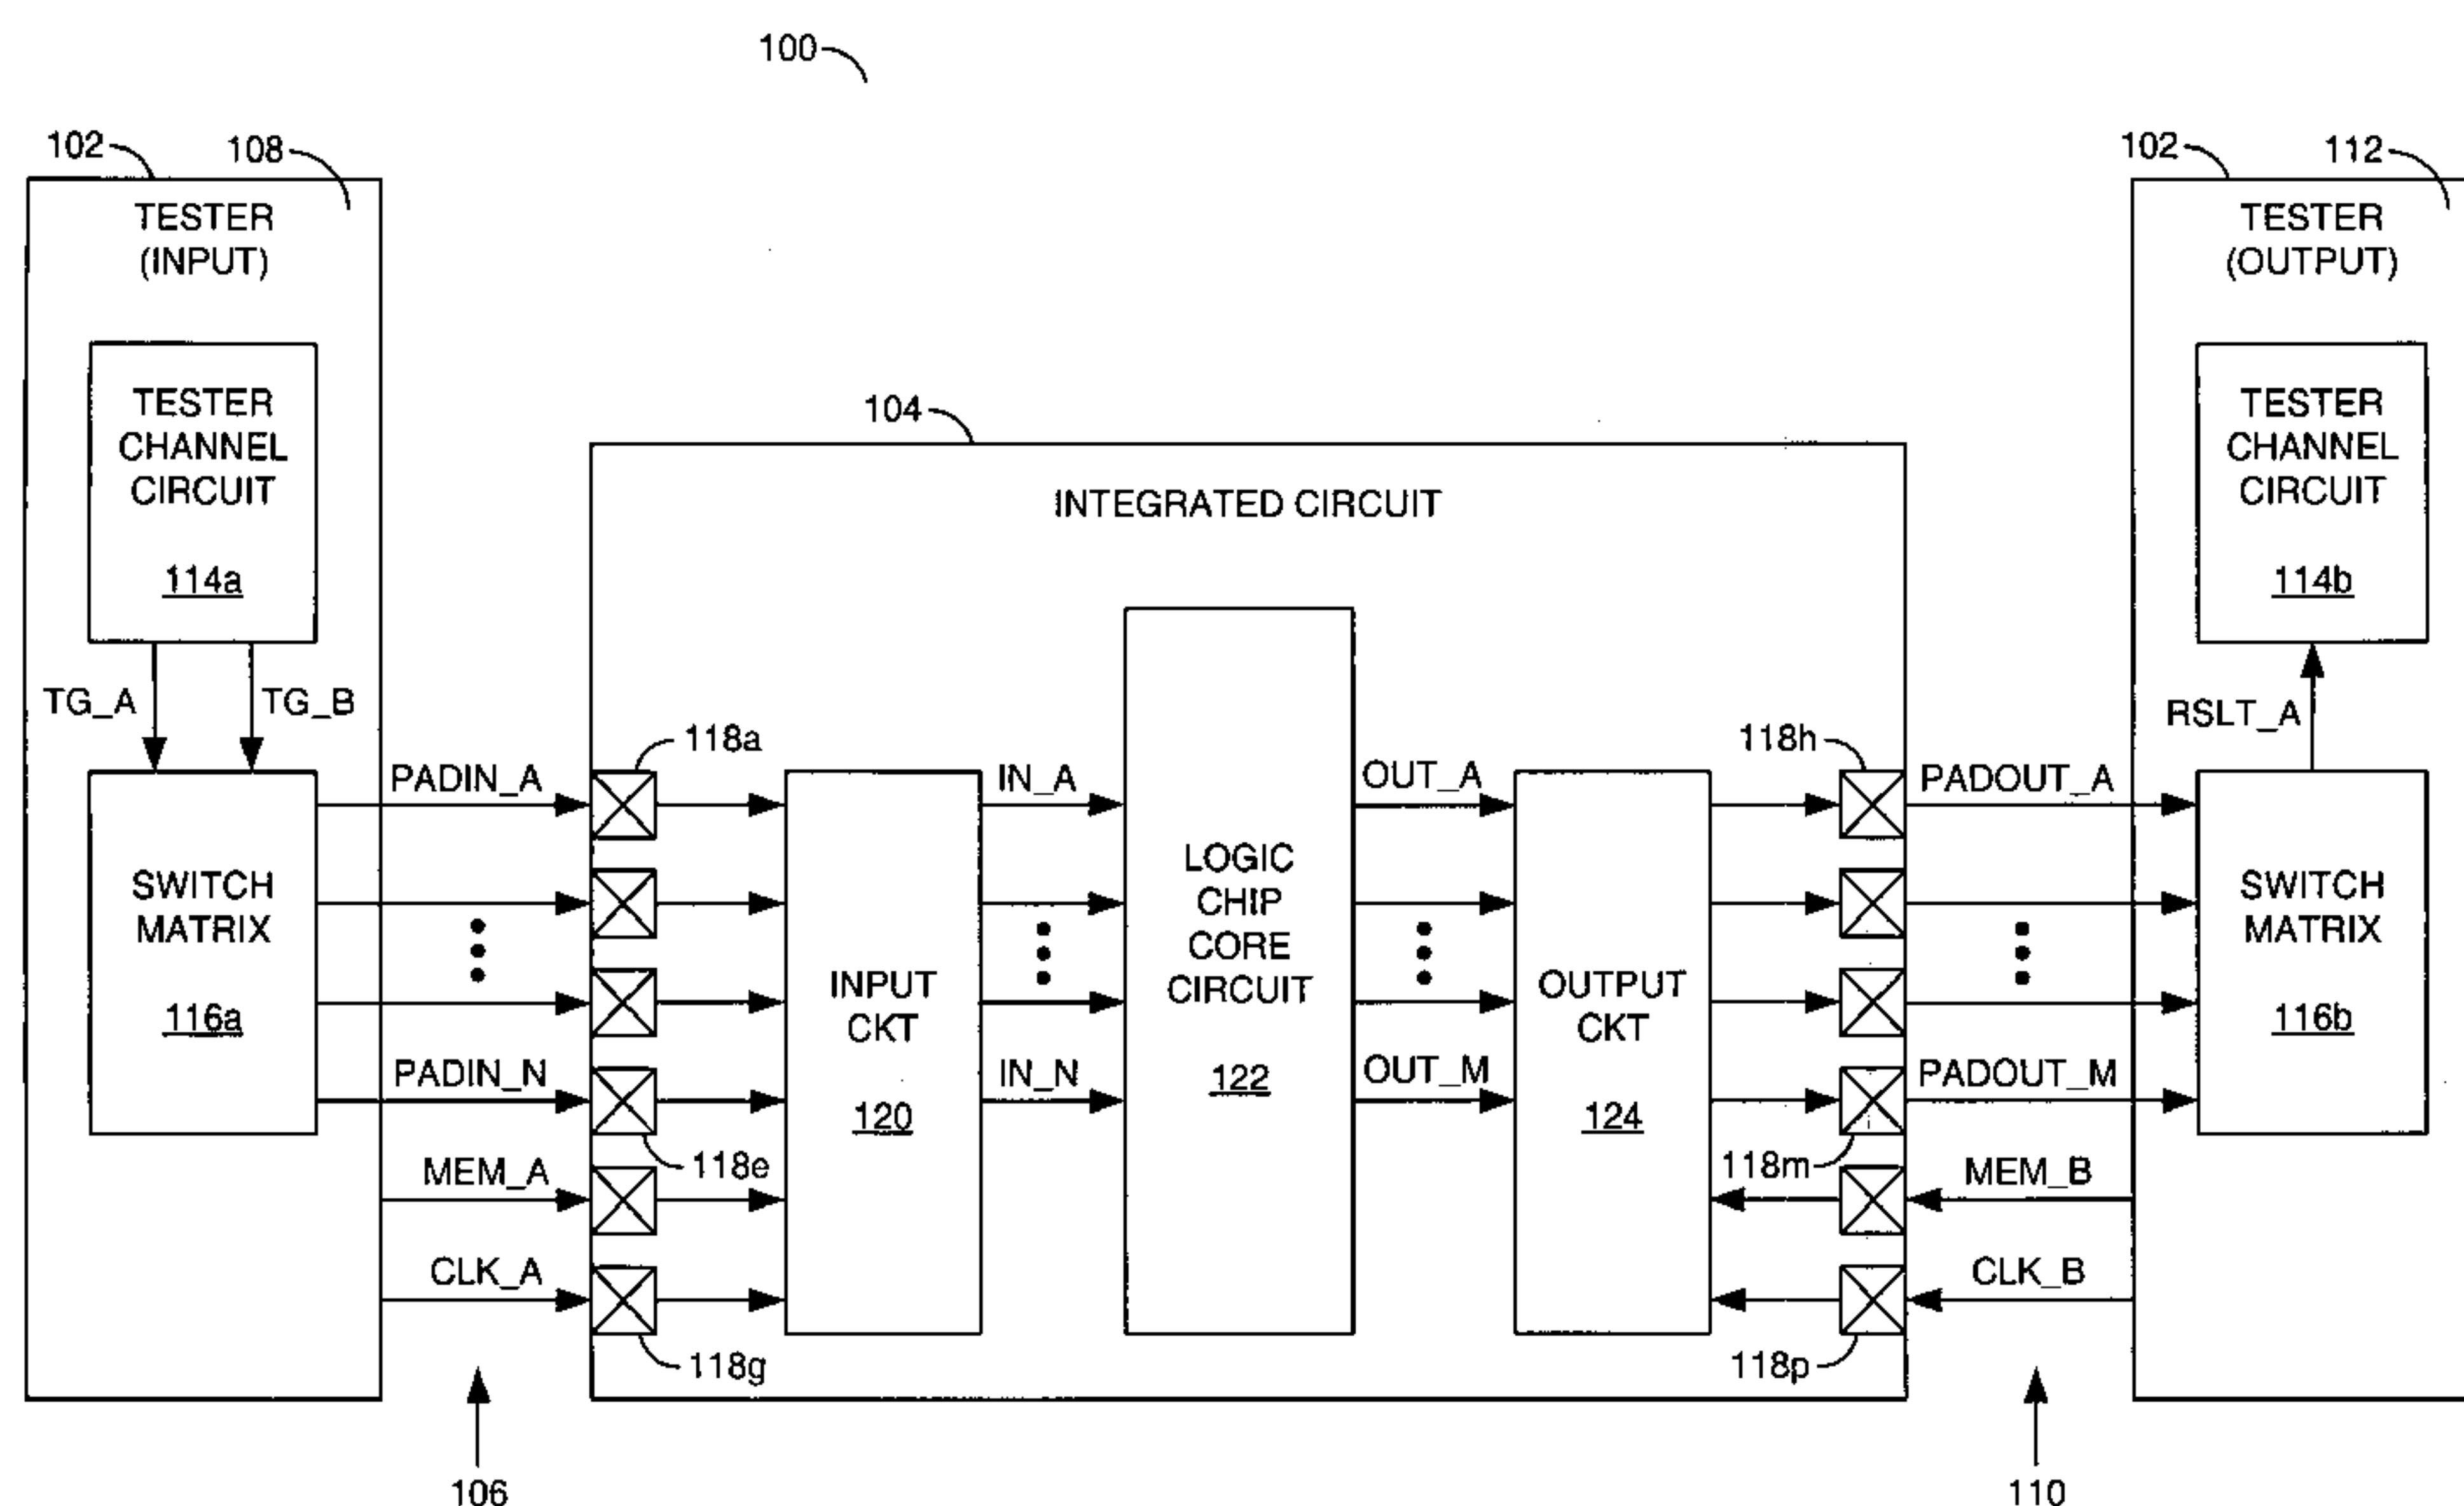 100
102
108
102
112
TESTER
(INPUT)
TESTER
(OUTPUT)
TESTER
CHANNEL
CIRCUIT
114a
TESTER
CHANNEL
CIRCUIT
114b
104
INTEGRATED CIRCUIT
TG_A
TG_B
RSLT_A
118a
118h
PADIN_A
IN_A
OUT_A
PADOUT_A
SWITCH
MATRIX
116a
LOGIC
CHIP
CORE
CIRCUIT
122
SWITCH
MATRIX
116b
INPUT
CKT
120
OUTPUT
CKT
124
PADIN_N
IN_N
OUT_M
PADOUT_M
118e
118m
MEM_A
MEM_B
CLK_A
CLK_B
118g
118p
106
110